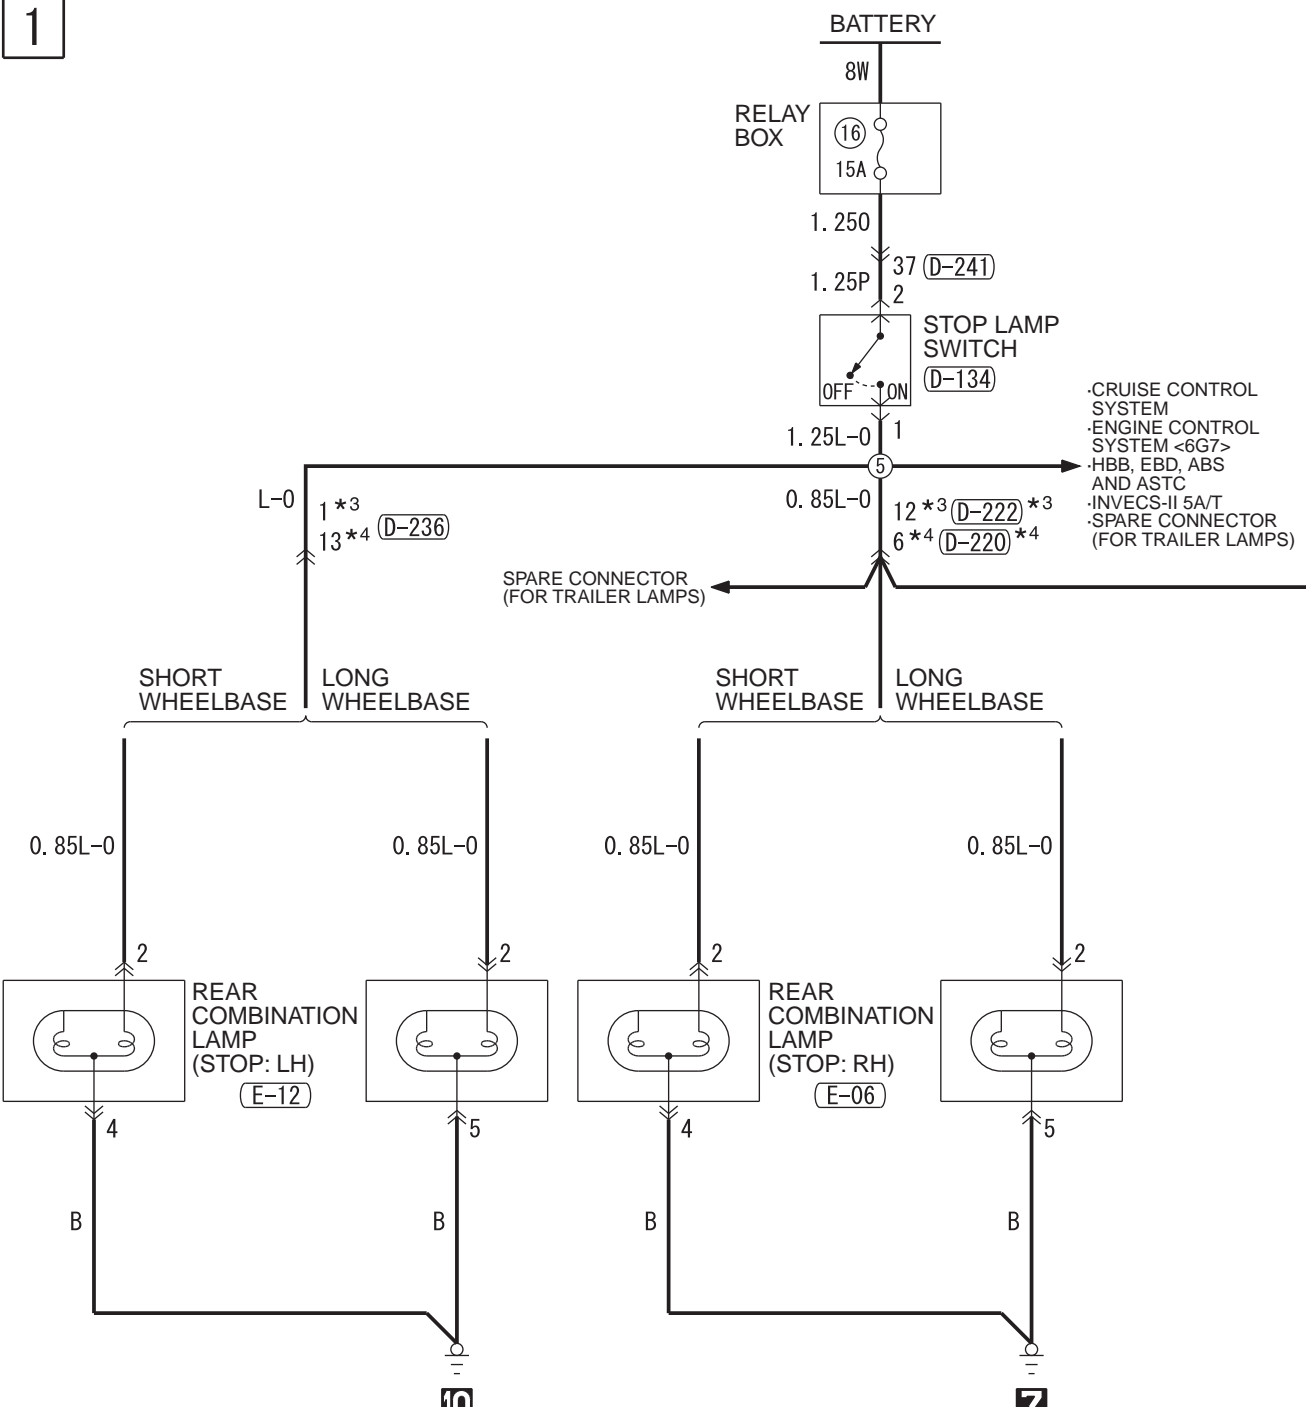 1
BATTERY
8W
RELAY
BOX
16
15A
1.25O
37 D-241
1.25P
2
STOP LAMP
SWITCH
D-134
OFF
ON
1.25L-O
1
5
·CRUISE CONTROL
SYSTEM
·ENGINE CONTROL
SYSTEM <6G7>
·HBB, EBD, ABS
AND ASTC
·INVECS-II 5A/T
·SPARE CONNECTOR
(FOR TRAILER LAMPS)
L-O
1 *3
13 *4 D-236
0.85L-O
12 *3 D-222 *3
6 *4 D-220 *4
SPARE CONNECTOR
(FOR TRAILER LAMPS)
SHORT
WHEELBASE
LONG
WHEELBASE
SHORT
WHEELBASE
LONG
WHEELBASE
0.85L-O
0.85L-O
0.85L-O
0.85L-O
2
2
2
2
REAR
COMBINATION
LAMP
(STOP: LH)
E-12
REAR
COMBINATION
LAMP
(STOP: RH)
E-06
4
5
4
5
B
B
B
B
10
7